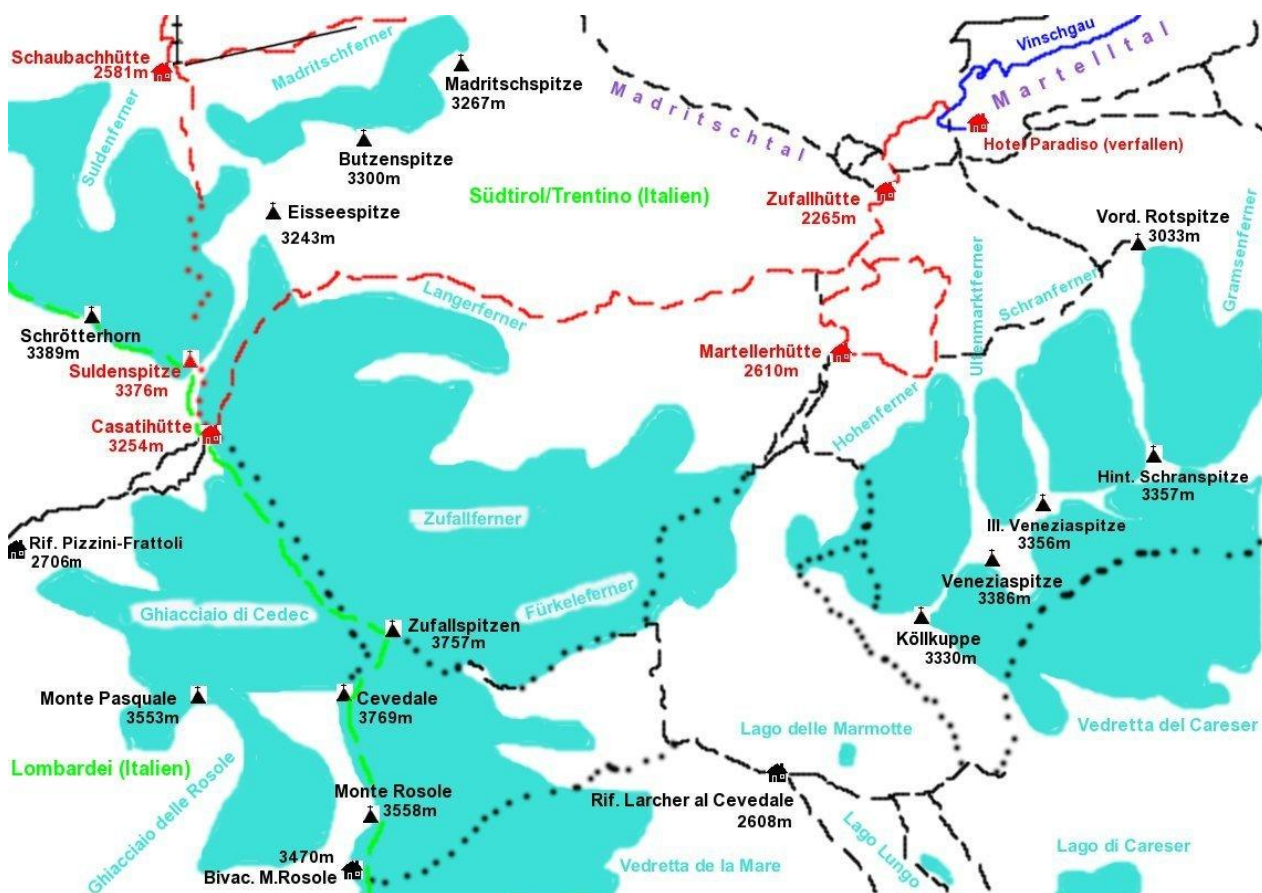 Schaubachhütte
2581m
Madritschferner
Madritschspitze
3267m
Suldenferner
Butzenspitze
3300m
Madritschtal
Vinschgau
Martelltal
Hotel Paradiso (verfallen)
Südtirol/Trentino (Italien)
Zufallhütte
2265m
Eisseespitze
3243m
Vord. Rotspitze
3033m
Gramsenferner
Langerferner
Ultenmarktferner
Schranferner
Schrötterhorn
3389m
Suldenspitze
3376m
Martellerhütte
2610m
Casatihütte
3254m
Hohenferner
Hint. Schranspitze
3357m
Zufallferner
III. Veneziaspitze
3356m
Rif. Pizzini-Frattoli
2706m
Veneziaspitze
3386m
Ghiacciaio di Cedec
Fürkeleferner
Zufallspitzen
3757m
Köllkuppe
3330m
Monte Pasquale
3553m
Cevedale
3769m
Lago delle Marmotte
Vedretta del Careser
Lombardei (Italien)
Ghiacciaio delle Rosole
Monte Rosole
3558m
Rif. Larcher al Cevedale
2608m
3470m
Bivac. M.Rosole
Vedretta de la Mare
Lago Lungo
Lago di Careser